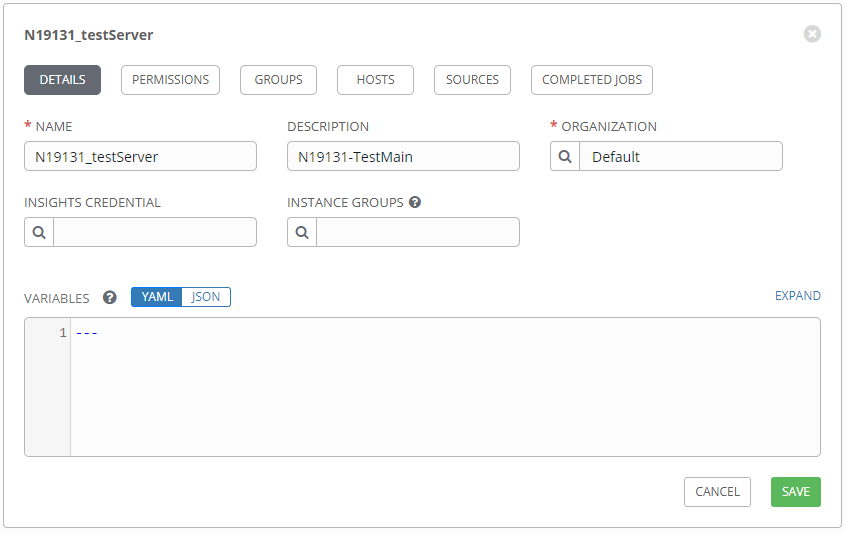 N19131_testServer
DETAILS PERMISSIONS GROUPS HOSTS SOURCES COMPLETED JOBS
* NAME DESCRIPTION * ORGANIZATION
N19131_testServer N19131-TestMain Default
INSIGHTS CREDENTIAL INSTANCE GROUPS ?
VARIABLES ? YAML JSON EXPAND
1 ---
CANCEL SAVE